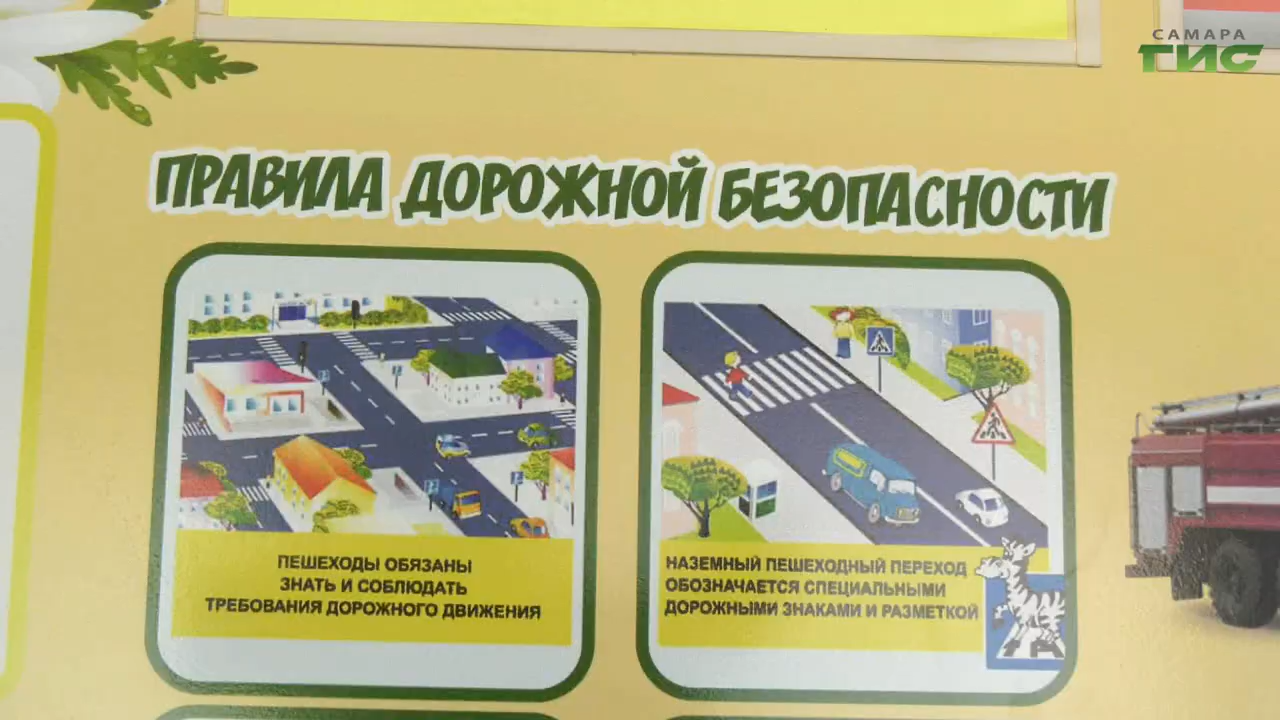 САМАРА
ГИС
ПРАВИЛА ДОРОЖНОЙ БЕЗОПАСНОСТИ
ПЕШЕХОДЫ ОБЯЗАНЫ
ЗНАТЬ И СОБЛЮДАТЬ
ТРЕБОВАНИЯ ДОРОЖНОГО ДВИЖЕНИЯ
НАЗЕМНЫЙ ПЕШЕХОДНЫЙ ПЕРЕХОД
ОБОЗНАЧАЕТСЯ СПЕЦИАЛЬНЫМИ
ДОРОЖНЫМИ ЗНАКАМИ И РАЗМЕТКОЙ